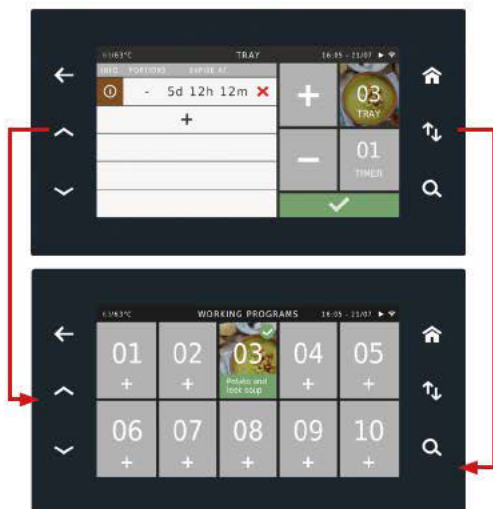 63/63°C TRAY 16:05 - 21/07
INFO PORTIONS EXPIRE AT
- 5d 12h 12m
+
+
03
TRAY
−
01
TIMER
63/63°C WORKING PROGRAMS 16:05 - 21/07
01 02 03 04 05
+ + Potato and leek soup + +
06 07 08 09 10
+ + + + +